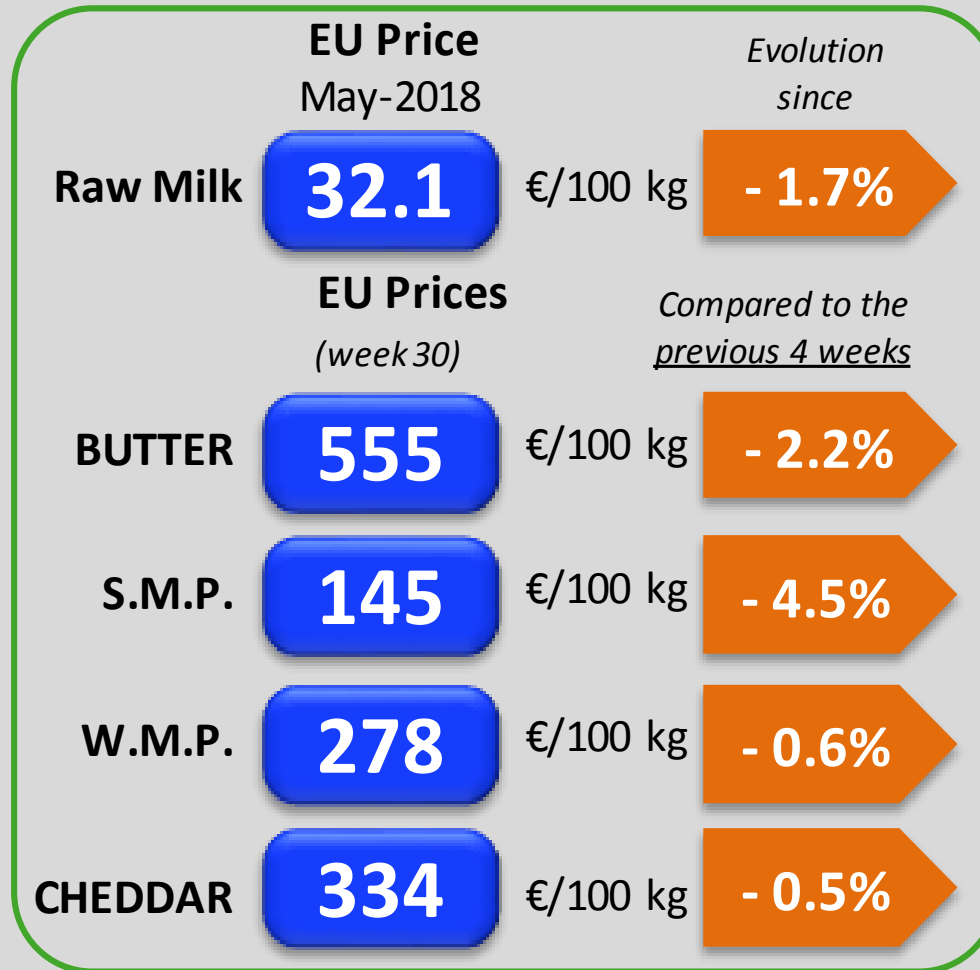 EU Price
May-2018
Evolution
since
Raw Milk 32.1 €/100 kg - 1.7%
EU Prices
(week 30)
Compared to the
previous 4 weeks
BUTTER 555 €/100 kg - 2.2%
S.M.P. 145 €/100 kg - 4.5%
W.M.P. 278 €/100 kg - 0.6%
CHEDDAR 334 €/100 kg - 0.5%